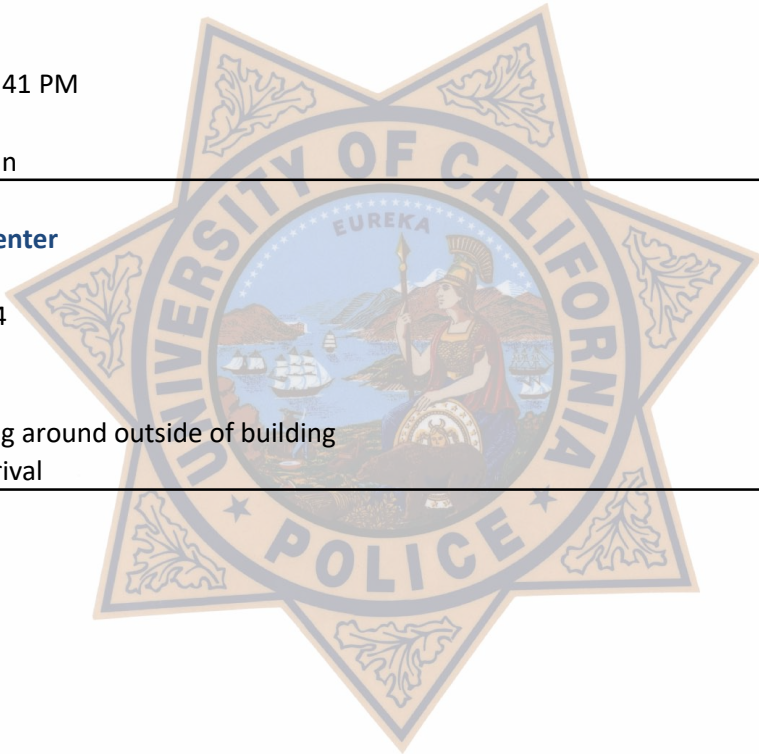 41 PM
n
enter
4
g around outside of building
rival
UNIVERSITY OF CALIFORNIA
EUREKA
POLICE